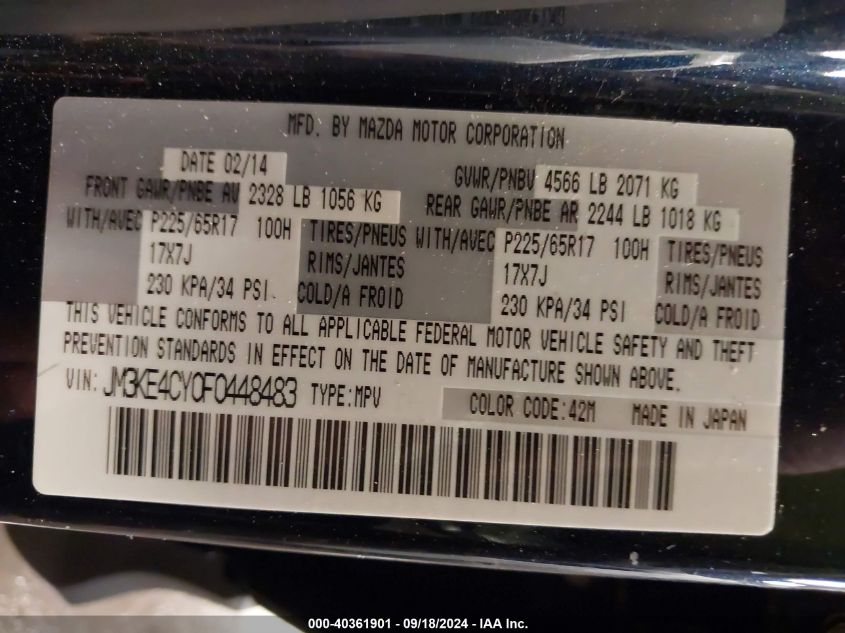 MFD. BY MAZDA MOTOR CORPORATION
DATE 02/14
GVWR/PNBV 4566 LB 2071 KG
FRONT GAWR/PNBE AV 2328 LB 1056 KG
REAR GAWR/PNBE AR 2244 LB 1018 KG
WITH/AVEC P225/65R17 100H TIRES/PNEUS WITH/AVEC P225/65R17 100H TIRES/PNEUS
17X7J RIMS/JANTES 17X7J RIMS/JANTES
230 KPA/34 PSI COLD/A FROID 230 KPA/34 PSI COLD/A FROID
THIS VEHICLE CONFORMS TO ALL APPLICABLE FEDERAL MOTOR VEHICLE SAFETY AND THEFT
PREVENTION STANDARDS IN EFFECT ON THE DATE OF MANUFACTURE SHOWN ABOVE.
VIN: JM3KE4CY0F0448483 TYPE:MPV
COLOR CODE:42M MADE IN JAPAN
000-40361901 - 09/18/2024 - IAA Inc.